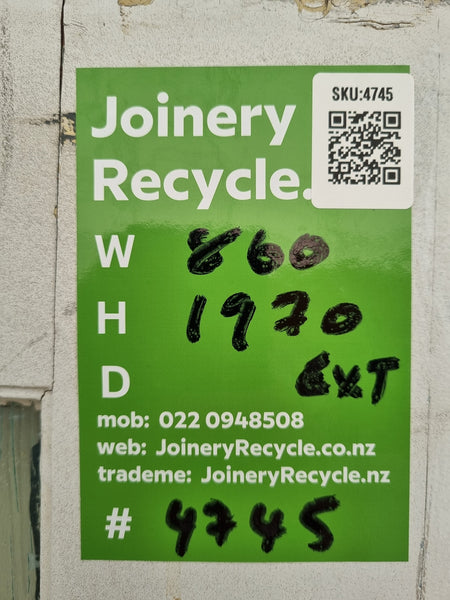 Joinery
Recycle.
SKU:4745
W 860
H 1970
D EXT
mob: 022 0948508
web: JoineryRecycle.co.nz
trademe: JoineryRecycle.nz
# 4745